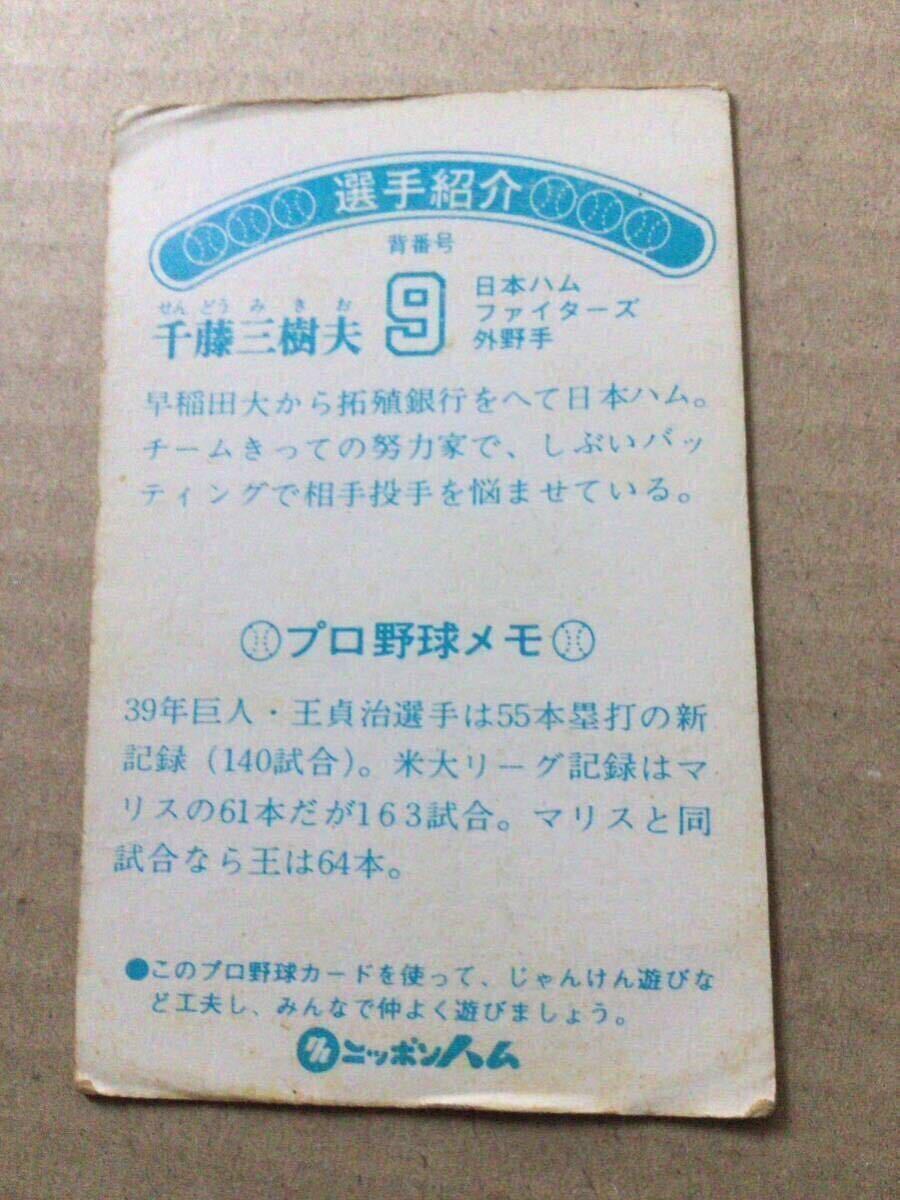 選手紹介
背番号
せんどうみきお
千藤三樹夫
9
日本ハム
ファイターズ
外野手
早稲田大から拓殖銀行をへて日本ハム。
チームきっての努力家で、しぶいバッ
ティングで相手投手を悩ませている。
プロ野球メモ
39年巨人・王貞治選手は55本塁打の新
記録（140試合）。米大リーグ記録はマ
リスの61本だが163試合。マリスと同
試合なら王は64本。
●このプロ野球カードを使って、じゃんけん遊びな
ど工夫し、みんなで仲よく遊びましょう。
ニッポンハム